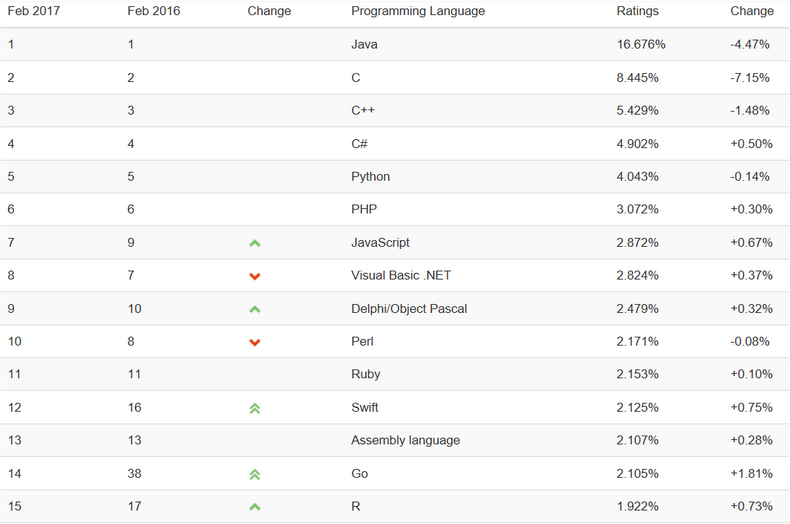 Feb 2017 Feb 2016 Change Programming Language Ratings Change
1 1 Java 16.676% -4.47%
2 2 C 8.445% -7.15%
3 3 C++ 5.429% -1.48%
4 4 C# 4.902% +0.50%
5 5 Python 4.043% -0.14%
6 6 PHP 3.072% +0.30%
7 9 JavaScript 2.872% +0.67%
8 7 Visual Basic .NET 2.824% +0.37%
9 10 Delphi/Object Pascal 2.479% +0.32%
10 8 Perl 2.171% -0.08%
11 11 Ruby 2.153% +0.10%
12 16 Swift 2.125% +0.75%
13 13 Assembly language 2.107% +0.28%
14 38 Go 2.105% +1.81%
15 17 R 1.922% +0.73%